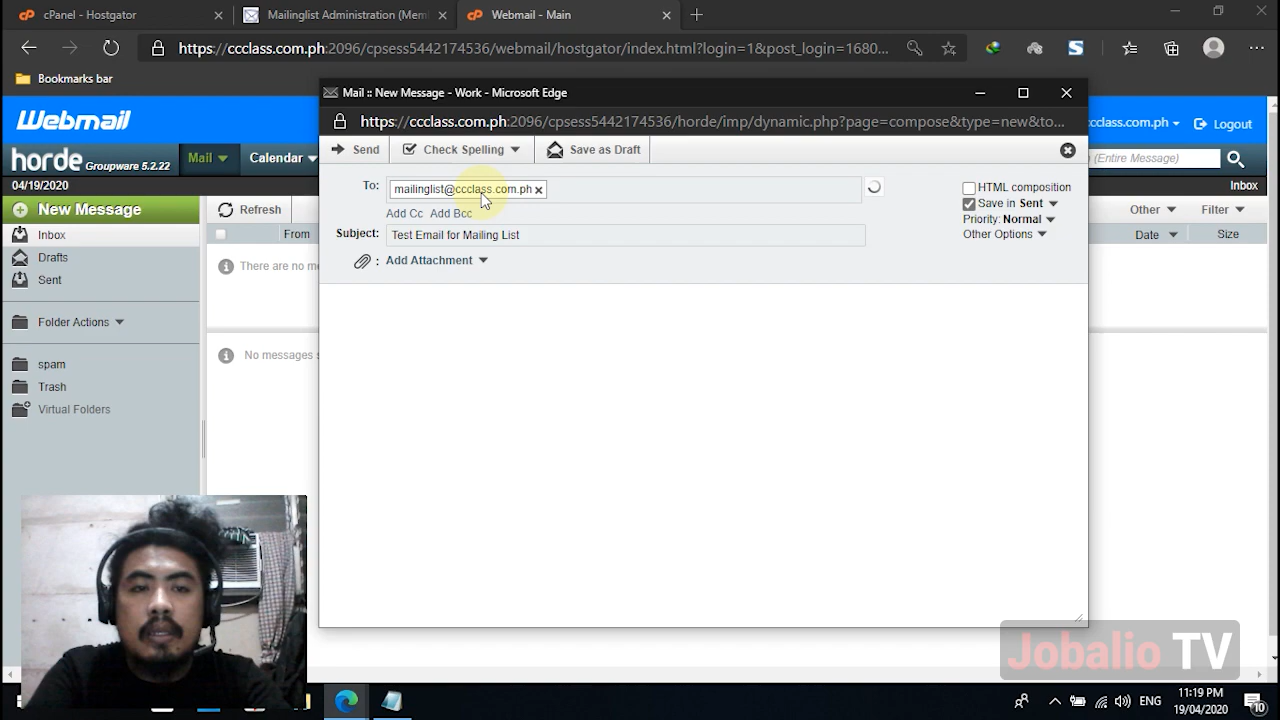 cPanel - Hostgator
Mailinglist Administration (Mem
Webmail - Main
https://ccclass.com.ph:2096/cpsess5442174536/webmail/hostgator/index.html?login=1&post_login=1680...
Bookmarks bar
Mail :: New Message - Work - Microsoft Edge
https://ccclass.com.ph:2096/cpsess5442174536/horde/imp/dynamic.php?page=compose&type=new&to...
Webmail
cclass.com.ph
Logout
horde Groupware 5.2.22
Mail
Calendar
(Entire Message)
04/19/2020
Inbox
New Message
Refresh
Other
Filter
From
Date
Size
Inbox
Drafts
Sent
Folder Actions
spam
Trash
Virtual Folders
There are no me
No messages s
Send
Check Spelling
Save as Draft
To:
mailinglist@ccclass.com.ph
Add Cc Add Bcc
Subject:
Test Email for Mailing List
Add Attachment
HTML composition
Save in Sent
Priority: Normal
Other Options
Jobalio TV
ENG
11:19 PM
19/04/2020
10